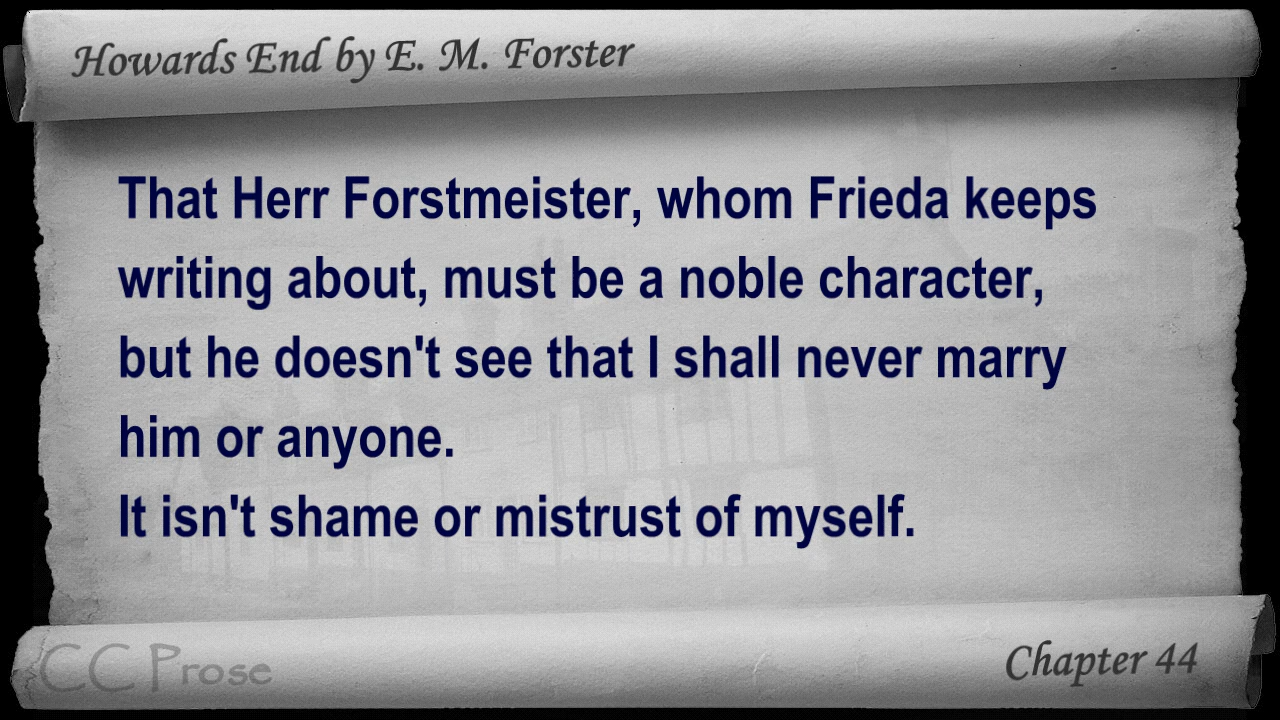 Howards End by E. M. Forster
That Herr Forstmeister, whom Frieda keeps
writing about, must be a noble character,
but he doesn't see that I shall never marry
him or anyone.
It isn't shame or mistrust of myself.
CC Prose
Chapter 44